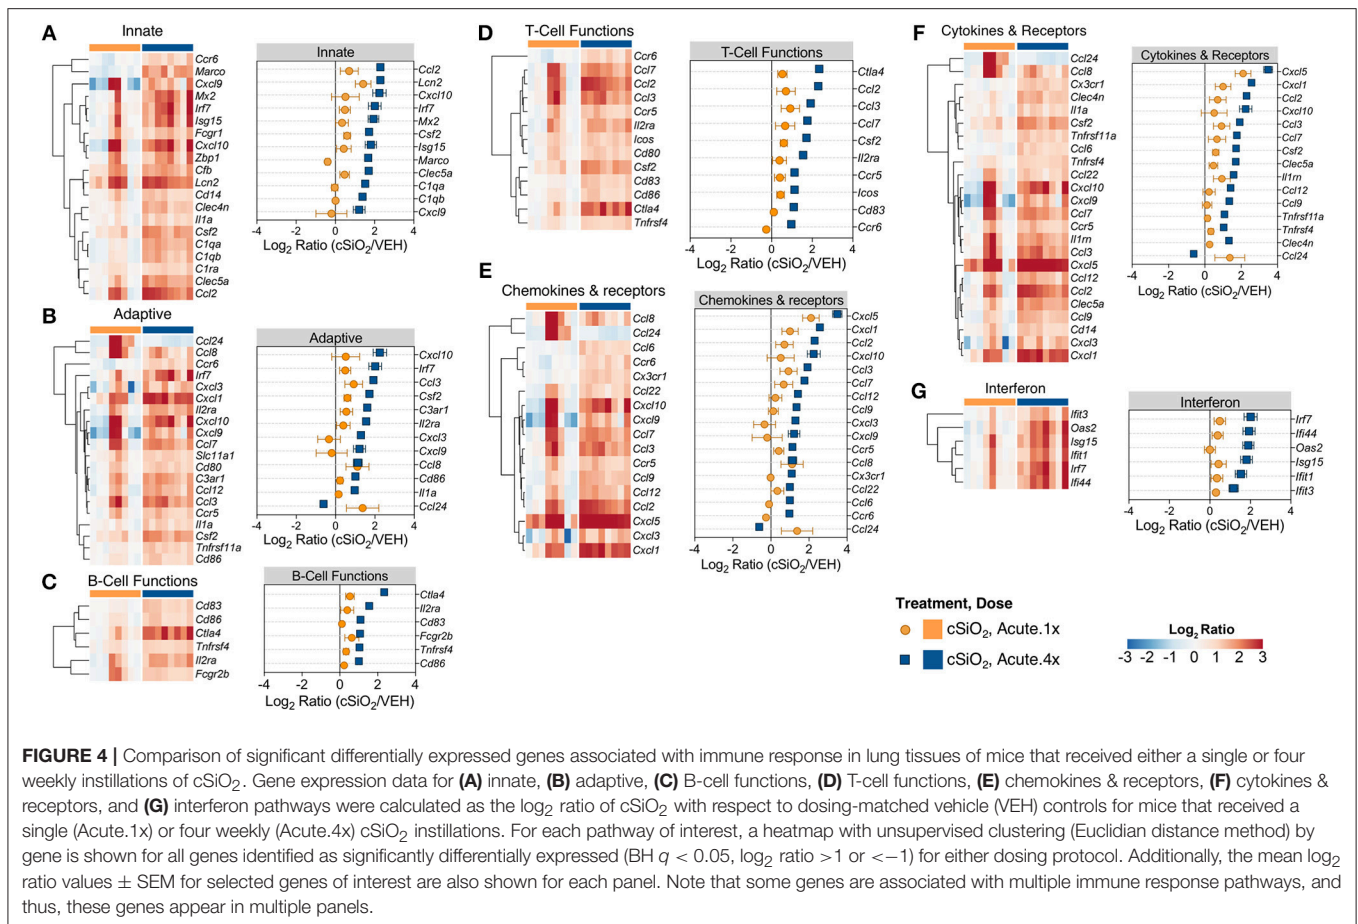 A
Innate
Ccr6
Marco
Cxcl9
Mx2
Irf7
Isg15
Fcgr1
Cxcl10
Zbp1
Cfb
Lcn2
Cd14
Clec4n
Il1a
Csf2
C1qa
C1qb
C1ra
Clec5a
Ccl2
Innate
Ccl2
Lcn2
Cxcl10
Irf7
Mx2
Csf2
Isg15
Marco
Clec5a
C1qa
C1qb
Cxcl9
-4 -2 0 2 4
Log2 Ratio (cSiO2/VEH)
B
Adaptive
Ccl24
Ccl8
Ccr6
Irf7
Cxcl3
Cxcl1
Il2ra
Cxcl10
Cxcl9
Ccl7
Slc11a1
Cd80
C3ar1
Ccl12
Ccl3
Ccr5
Il1a
Csf2
Tnfrsf11a
Cd86
Adaptive
Cxcl10
Irf7
Ccl3
Csf2
C3ar1
Il2ra
Cxcl3
Cxcl9
Ccl8
Cd86
Il1a
Ccl24
-4 -2 0 2 4
Log2 Ratio (cSiO2/VEH)
C
B-Cell Functions
Cd83
Cd86
Ctla4
Tnfrsf4
Il2ra
Fcgr2b
B-Cell Functions
Ctla4
Il2ra
Cd83
Fcgr2b
Tnfrsf4
Cd86
-4 -2 0 2 4
Log2 Ratio (cSiO2/VEH)
D
T-Cell Functions
Ccr6
Ccl7
Ccl2
Ccl3
Il2ra
Icos
Cd80
Csf2
Cd83
Cd86
Ctla4
Tnfrsf4
T-Cell Functions
Ctla4
Ccl2
Ccl3
Ccl7
Csf2
Il2ra
Ccr5
Icos
Cd83
Ccr6
-4 -2 0 2 4
Log2 Ratio (cSiO2/VEH)
E
Chemokines & receptors
Ccl8
Ccl24
Ccl6
Ccr6
Cx3cr1
Ccl22
Cxcl10
Cxcl9
Ccl7
Ccl3
Ccr5
Ccl9
Ccl12
Ccl2
Cxcl5
Cxcl3
Cxcl1
Chemokines & receptors
Cxcl5
Cxcl1
Ccl2
Cxcl10
Ccl3
Ccl7
Ccl12
Ccl9
Cxcl3
Cxcl9
Ccr5
Ccl8
Cx3cr1
Ccl22
Ccl6
Ccr6
Ccl24
-4 -2 0 2 4
Log2 Ratio (cSiO2/VEH)
F
Cytokines & Receptors
Ccl24
Ccl8
Cx3cr1
Clec4n
Il1a
Csf2
Tnfrsf11a
Ccl6
Tnfrsf4
Ccl22
Cxcl10
Cxcl9
Ccl7
Ccr5
Il1rn
Ccl3
Cxcl5
Ccl12
Ccl2
Clec5a
Ccl9
Cd14
Cxcl3
Cxcl1
Cytokines & Receptors
Cxcl5
Cxcl1
Ccl2
Cxcl10
Ccl3
Ccl7
Csf2
Clec5a
Il1rn
Ccl12
Ccl9
Tnfrsf11a
Tnfrsf4
Clec4n
Ccl24
-4 -2 0 2 4
Log2 Ratio (cSiO2/VEH)
G
Interferon
Ifit3
Oas2
Isg15
Ifit1
Irf7
Ifi44
Interferon
Irf7
Ifi44
Oas2
Isg15
Ifit1
Ifit3
-4 -2 0 2 4
Log2 Ratio (cSiO2/VEH)
Treatment, Dose
cSiO2, Acute.1x
cSiO2, Acute.4x
Log2 Ratio
-3 -2 -1 0 1 2 3
FIGURE 4 | Comparison of significant differentially expressed genes associated with immune response in lung tissues of mice that received either a single or four
weekly instillations of cSiO2. Gene expression data for (A) innate, (B) adaptive, (C) B-cell functions, (D) T-cell functions, (E) chemokines & receptors, (F) cytokines &
receptors, and (G) interferon pathways were calculated as the log2 ratio of cSiO2 with respect to dosing-matched vehicle (VEH) controls for mice that received a
single (Acute.1x) or four weekly (Acute.4x) cSiO2 instillations. For each pathway of interest, a heatmap with unsupervised clustering (Euclidian distance method) by
gene is shown for all genes identified as significantly differentially expressed (BH q < 0.05, log2 ratio >1 or <−1) for either dosing protocol. Additionally, the mean log2
ratio values ± SEM for selected genes of interest are also shown for each panel. Note that some genes are associated with multiple immune response pathways, and
thus, these genes appear in multiple panels.